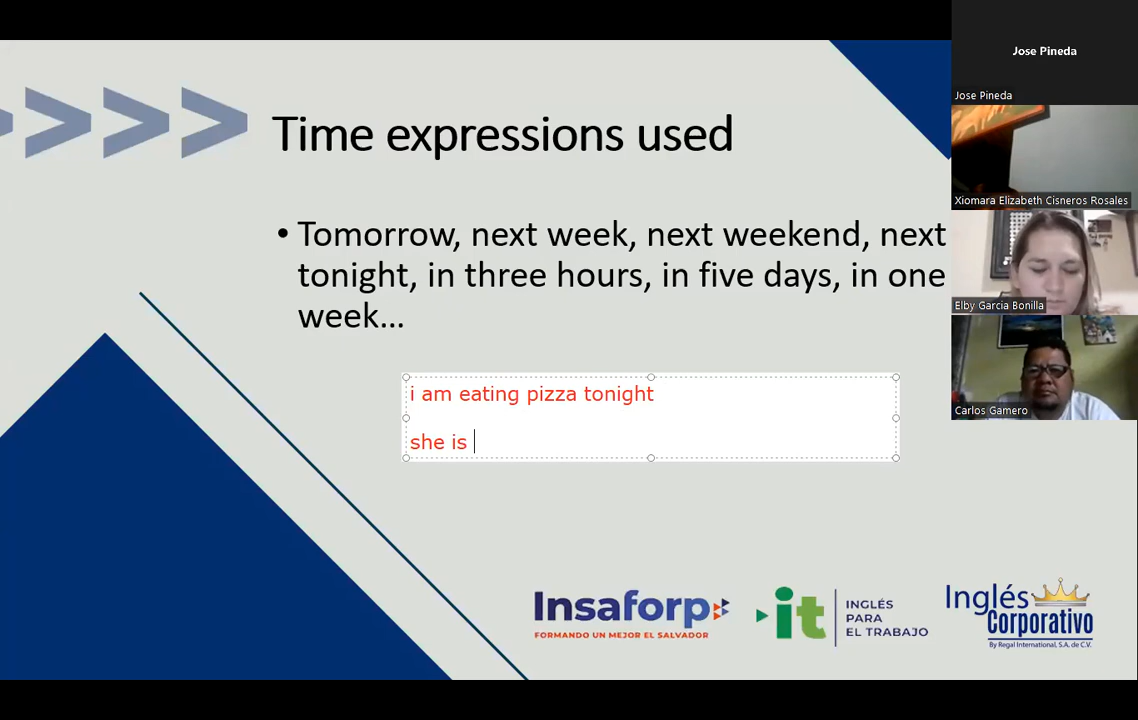 Jose Pineda
Jose Pineda
Time expressions used
Xiomara Elizabeth Cisneros Rosales
• Tomorrow, next week, next weekend, next
tonight, in three hours, in five days, in one
week…
Elby Garcia Bonilla
i am eating pizza tonight
Carlos Gamero
she is
Insaforp
FORMANDO UN MEJOR EL SALVADOR
it
INGLÉS
PARA
EL TRABAJO
Inglés
Corporativo
By Regal International, S.A. de C.V.